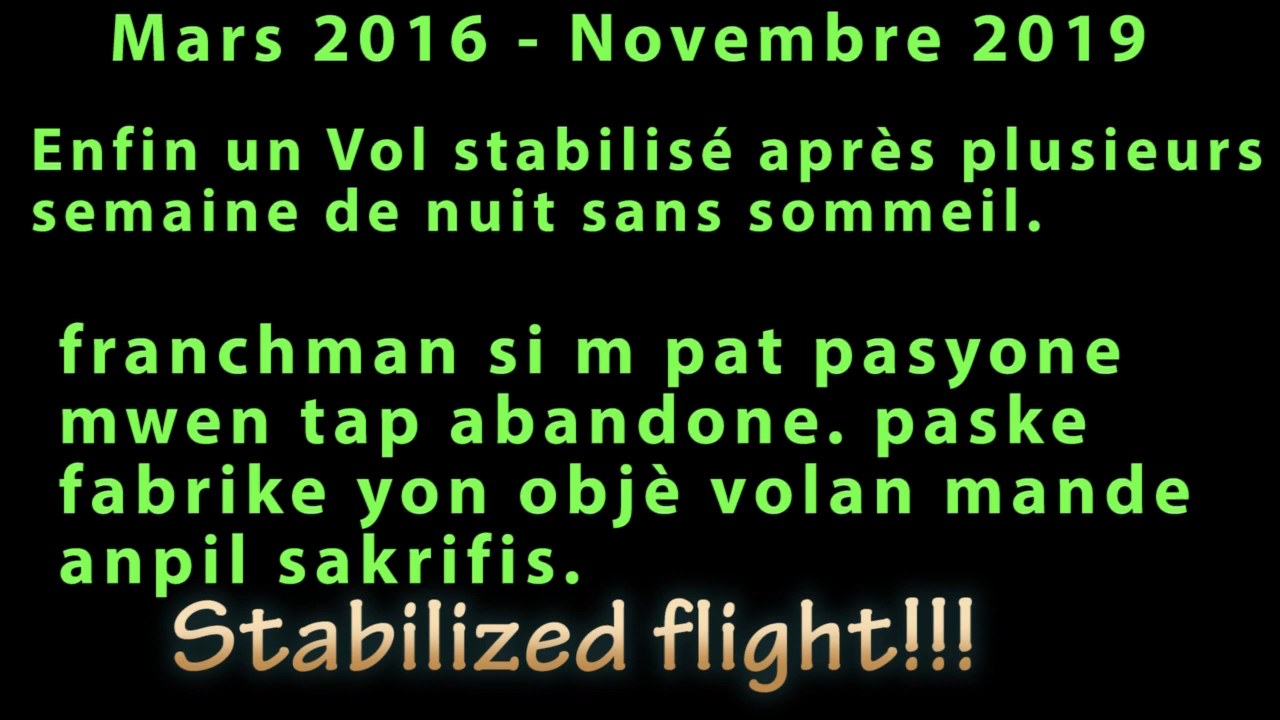 Mars 2016 - Novembre 2019
Enfin un Vol stabilisé après plusieurs
semaine de nuit sans sommeil.
franchman si m pat pasyone
mwen tap abandone. paske
fabrike yon objè volan mande
anpil sakrifis.
Stabilized flight!!!